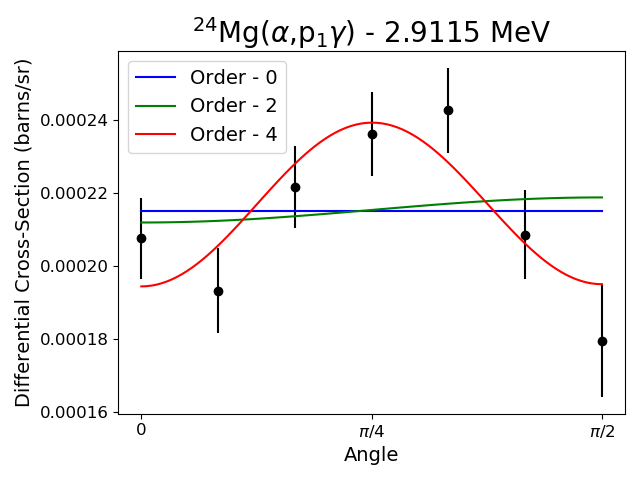 ²⁴Mg(α,p₁γ) - 2.9115 MeV
Order - 0
Order - 2
Order - 4
Differential Cross-Section (barns/sr)
0.00024
0.00022
0.00020
0.00018
0.00016
0 π/4 π/2
Angle